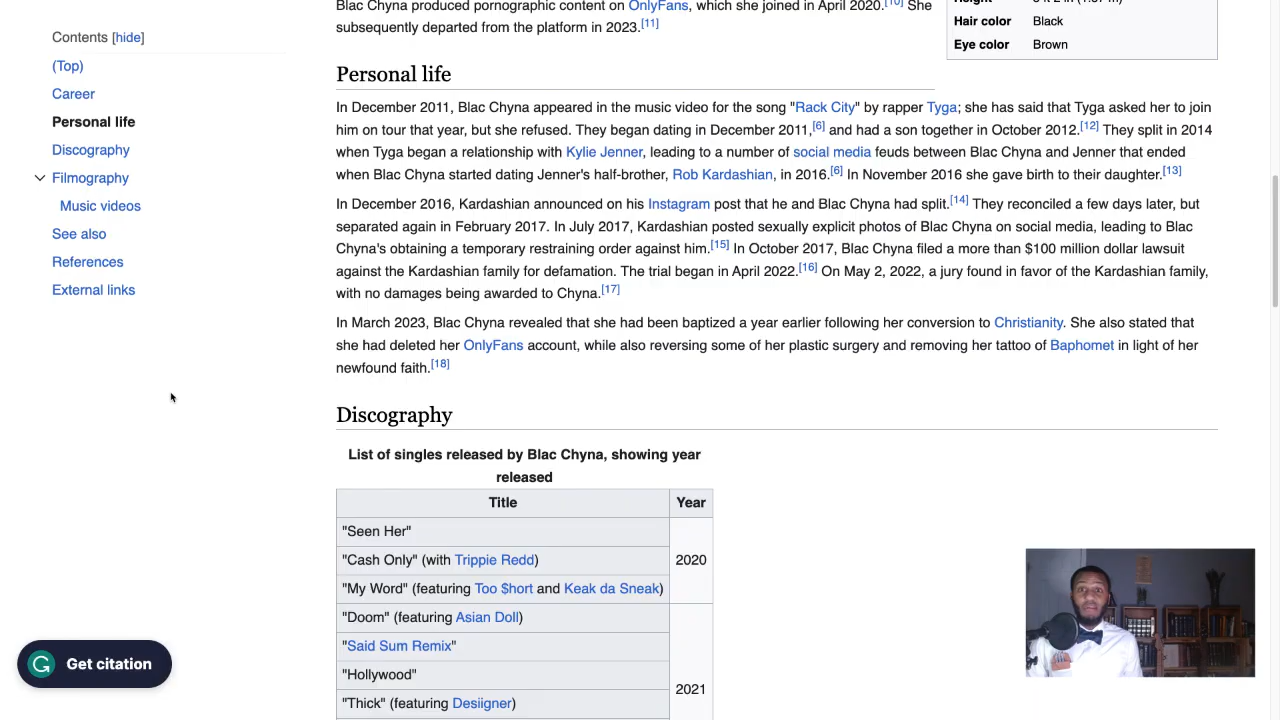 Contents [hide]
(Top)
Career
Personal life
Discography
Filmography
Music videos
See also
References
External links
Get citation
Blac Chyna produced pornographic content on OnlyFans, which she joined in April 2020.[10] She
subsequently departed from the platform in 2023.[11]
Hair color Black
Eye color Brown
Personal life
In December 2011, Blac Chyna appeared in the music video for the song "Rack City" by rapper Tyga; she has said that Tyga asked her to join
him on tour that year, but she refused. They began dating in December 2011,[6] and had a son together in October 2012.[12] They split in 2014
when Tyga began a relationship with Kylie Jenner, leading to a number of social media feuds between Blac Chyna and Jenner that ended
when Blac Chyna started dating Jenner's half-brother, Rob Kardashian, in 2016.[6] In November 2016 she gave birth to their daughter.[13]
In December 2016, Kardashian announced on his Instagram post that he and Blac Chyna had split.[14] They reconciled a few days later, but
separated again in February 2017. In July 2017, Kardashian posted sexually explicit photos of Blac Chyna on social media, leading to Blac
Chyna's obtaining a temporary restraining order against him.[15] In October 2017, Blac Chyna filed a more than $100 million dollar lawsuit
against the Kardashian family for defamation. The trial began in April 2022.[16] On May 2, 2022, a jury found in favor of the Kardashian family,
with no damages being awarded to Chyna.[17]
In March 2023, Blac Chyna revealed that she had been baptized a year earlier following her conversion to Christianity. She also stated that
she had deleted her OnlyFans account, while also reversing some of her plastic surgery and removing her tattoo of Baphomet in light of her
newfound faith.[18]
Discography
List of singles released by Blac Chyna, showing year
released
Title Year
"Seen Her"
"Cash Only" (with Trippie Redd) 2020
"My Word" (featuring Too $hort and Keak da Sneak)
"Doom" (featuring Asian Doll)
"Said Sum Remix"
"Hollywood"
2021
"Thick" (featuring Desiigner)